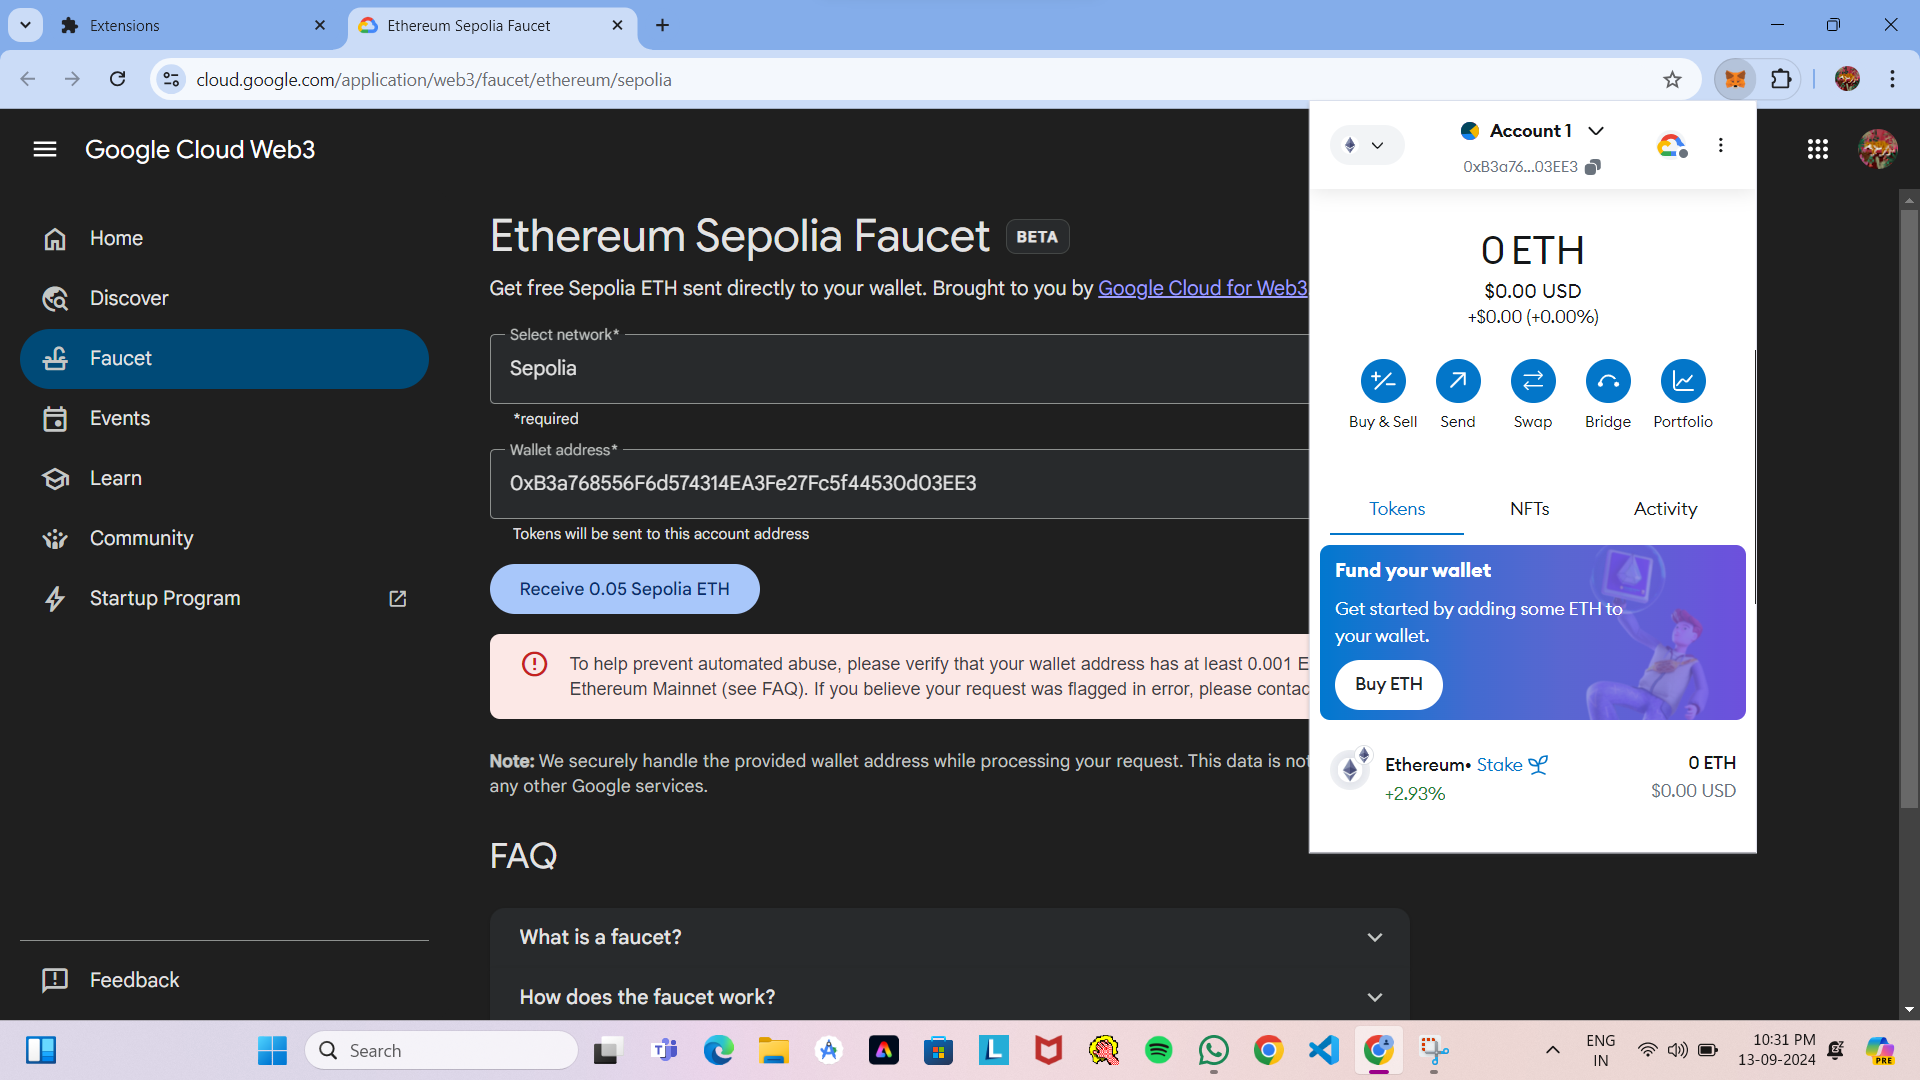 Extensions
Ethereum Sepolia Faucet
cloud.google.com/application/web3/faucet/ethereum/sepolia
Google Cloud Web3
Home
Discover
Faucet
Events
Learn
Community
Startup Program
Feedback
Ethereum Sepolia Faucet BETA
Get free Sepolia ETH sent directly to your wallet. Brought to you by Google Cloud for Web3
Select network*
Sepolia
*required
Wallet address*
0xB3a768556F6d574314EA3Fe27Fc5f44530d03EE3
Tokens will be sent to this account address
Receive 0.05 Sepolia ETH
To help prevent automated abuse, please verify that your wallet address has at least 0.001 E
Ethereum Mainnet (see FAQ). If you believe your request was flagged in error, please contac
Note: We securely handle the provided wallet address while processing your request. This data is not
any other Google services.
FAQ
What is a faucet?
How does the faucet work?
Account 1
0xB3a76...03EE3
0 ETH
$0.00 USD
+$0.00 (+0.00%)
Buy & Sell Send Swap Bridge Portfolio
Tokens NFTs Activity
Fund your wallet
Get started by adding some ETH to
your wallet.
Buy ETH
Ethereum• Stake 0 ETH
+2.93% $0.00 USD
Search
ENG
IN
10:31 PM
13-09-2024
PRE